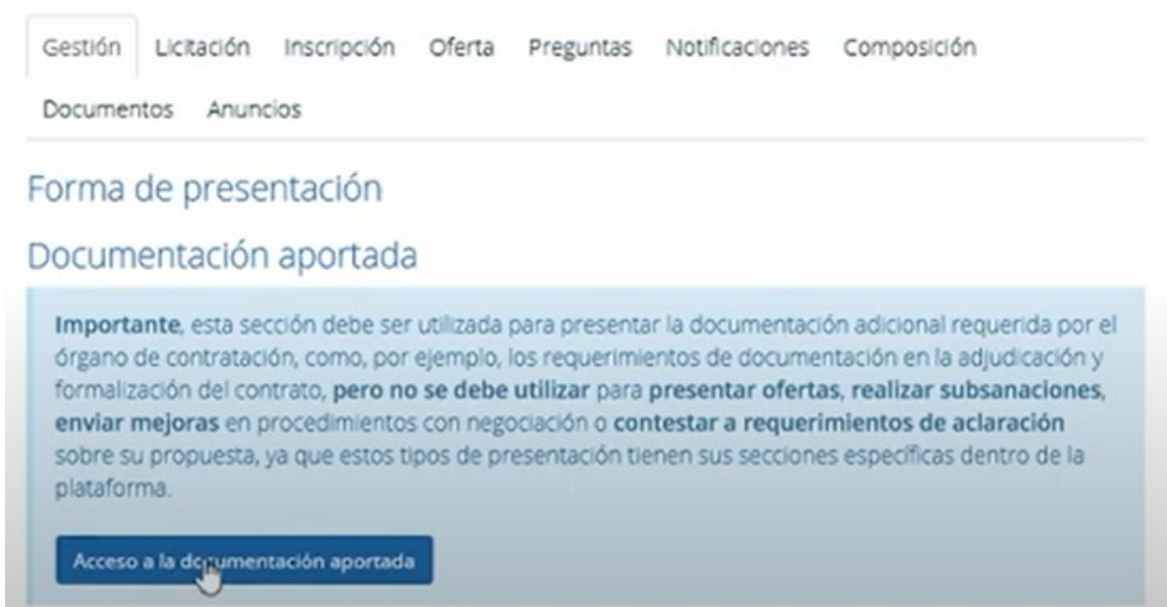 Gestión Licitación Inscripción Oferta Preguntas Notificaciones Composición
Documentos Anuncios
Forma de presentación
Documentación aportada
Importante, esta sección debe ser utilizada para presentar la documentación adicional requerida por el
órgano de contratación, como, por ejemplo, los requerimientos de documentación en la adjudicación y
formalización del contrato, pero no se debe utilizar para presentar ofertas, realizar subsanaciones,
enviar mejoras en procedimientos con negociación o contestar a requerimientos de aclaración
sobre su propuesta, ya que estos tipos de presentación tienen sus secciones específicas dentro de la
plataforma.
Acceso a la documentación aportada